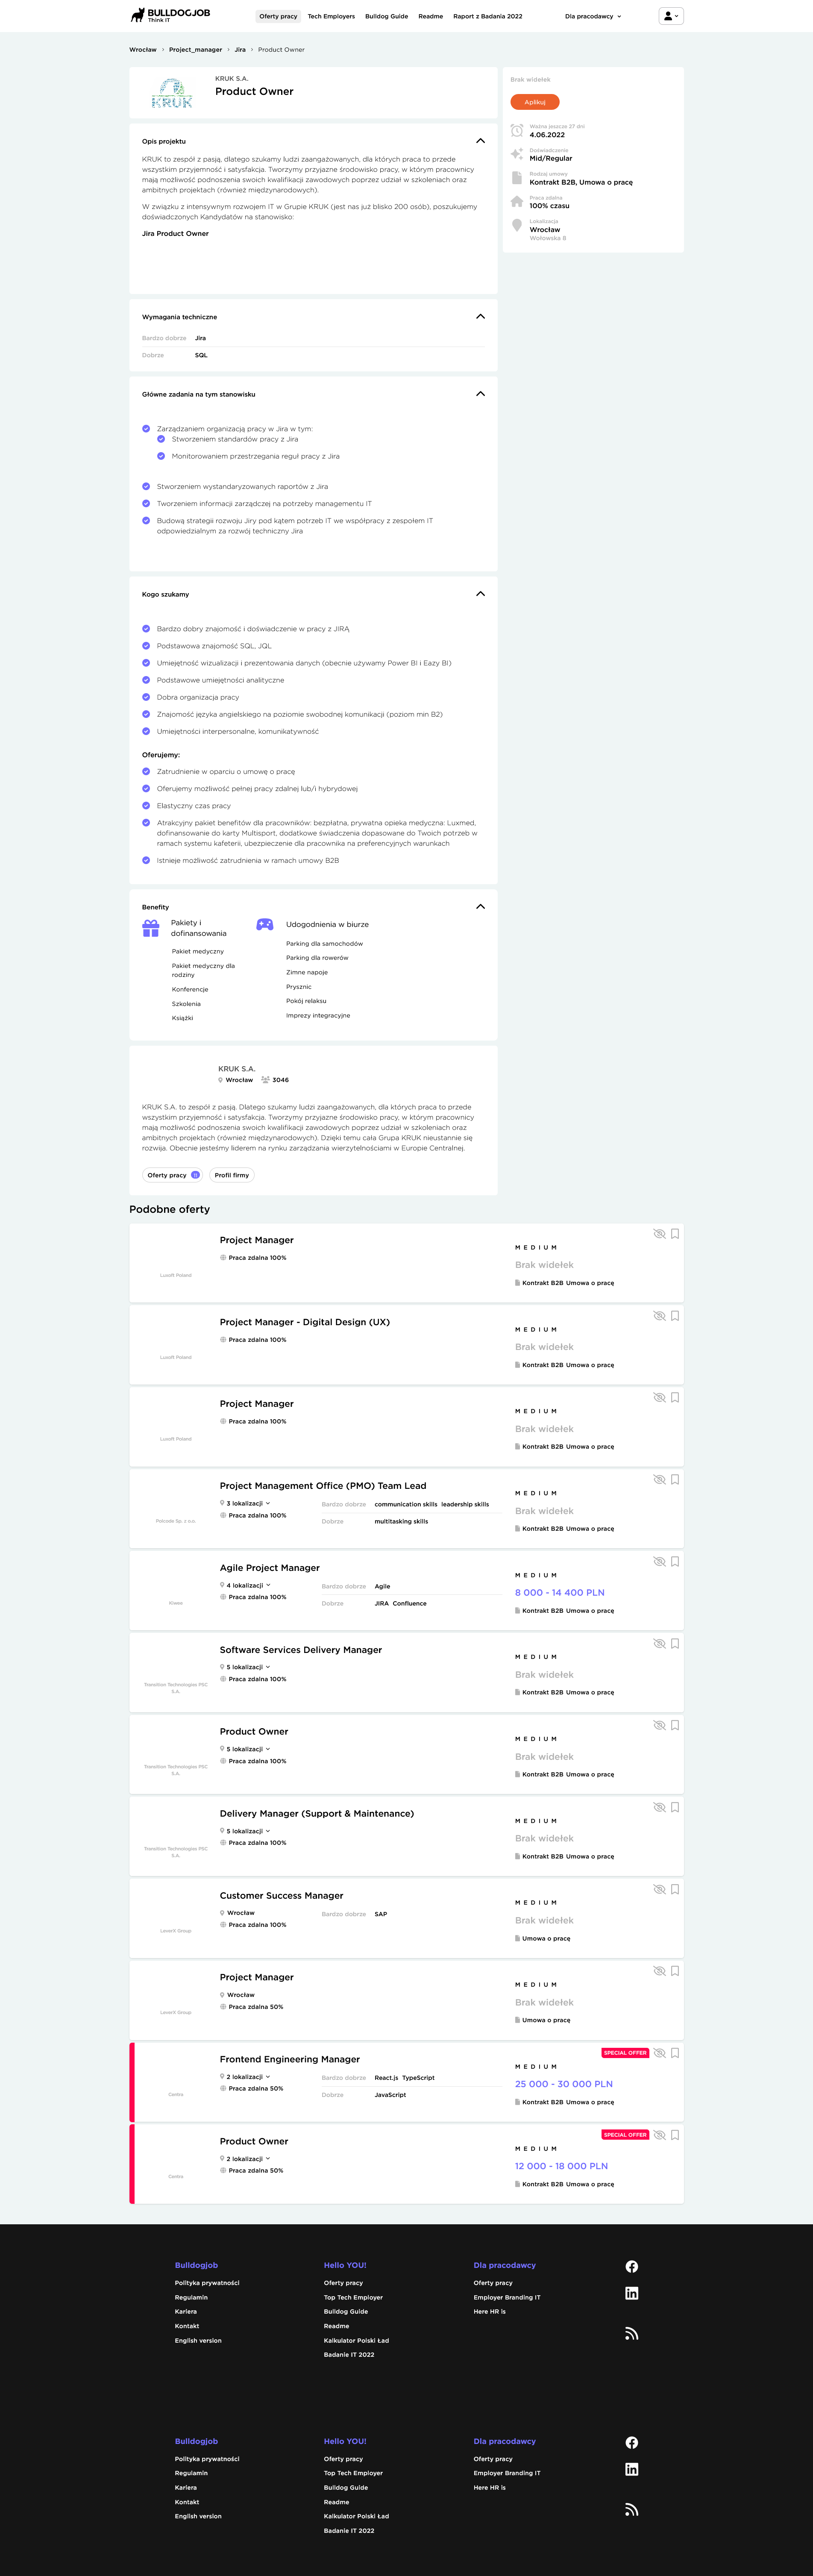 BULLDOGJOB
Think IT
Oferty pracy
Tech Employers
Bulldog Guide
Readme
Raport z Badania 2022
Dla pracodawcy
Wrocław > Project_manager > Jira > Product Owner
KRUK
KRUK S.A.
Product Owner
Brak widełek
Aplikuj
Ważna jeszcze 27 dni
4.06.2022
Doświadczenie
Mid/Regular
Rodzaj umowy
Kontrakt B2B, Umowa o pracę
Praca zdalna
100% czasu
Lokalizacja
Wrocław
Wołowska 8
Opis projektu
KRUK to zespół z pasją, dlatego szukamy ludzi zaangażowanych, dla których praca to przede
wszystkim przyjemność i satysfakcja. Tworzymy przyjazne środowisko pracy, w którym pracownicy
mają możliwość podnoszenia swoich kwalifikacji zawodowych poprzez udział w szkoleniach oraz
ambitnych projektach (również międzynarodowych).
W związku z intensywnym rozwojem IT w Grupie KRUK (jest nas już blisko 200 osób), poszukujemy
doświadczonych Kandydatów na stanowisko:
Jira Product Owner
Wymagania techniczne
Bardzo dobrze Jira
Dobrze SQL
Główne zadania na tym stanowisku
Zarządzaniem organizacją pracy w Jira w tym:
Stworzeniem standardów pracy z Jira
Monitorowaniem przestrzegania reguł pracy z Jira
Stworzeniem wystandaryzowanych raportów z Jira
Tworzeniem informacji zarządczej na potrzeby managementu IT
Budową strategii rozwoju Jiry pod kątem potrzeb IT we współpracy z zespołem IT
odpowiedzialnym za rozwój techniczny Jira
Kogo szukamy
Bardzo dobry znajomość i doświadczenie w pracy z JIRĄ
Podstawowa znajomość SQL, JQL
Umiejętność wizualizacji i prezentowania danych (obecnie używamy Power BI i Eazy BI)
Podstawowe umiejętności analityczne
Dobra organizacja pracy
Znajomość języka angielskiego na poziomie swobodnej komunikacji (poziom min B2)
Umiejętności interpersonalne, komunikatywność
Oferujemy:
Zatrudnienie w oparciu o umowę o pracę
Oferujemy możliwość pełnej pracy zdalnej lub/i hybrydowej
Elastyczny czas pracy
Atrakcyjny pakiet benefitów dla pracowników: bezpłatna, prywatna opieka medyczna: Luxmed,
dofinansowanie do karty Multisport, dodatkowe świadczenia dopasowane do Twoich potrzeb w
ramach systemu kafeterii, ubezpieczenie dla pracownika na preferencyjnych warunkach
Istnieje możliwość zatrudnienia w ramach umowy B2B
Benefity
Pakiety i
dofinansowania
Pakiet medyczny
Pakiet medyczny dla
rodziny
Konferencje
Szkolenia
Książki
Udogodnienia w biurze
Parking dla samochodów
Parking dla rowerów
Zimne napoje
Prysznic
Pokój relaksu
Imprezy integracyjne
KRUK S.A.
Wrocław 3046
KRUK S.A. to zespół z pasją. Dlatego szukamy ludzi zaangażowanych, dla których praca to przede
wszystkim przyjemność i satysfakcja. Tworzymy przyjazne środowisko pracy, w którym pracownicy
mają możliwość podnoszenia swoich kwalifikacji zawodowych poprzez udział w szkoleniach oraz
ambitnych projektach (również międzynarodowych). Dzięki temu cała Grupa KRUK nieustannie się
rozwija. Obecnie jesteśmy liderem na rynku zarządzania wierzytelnościami w Europie Centralnej.
Oferty pracy
Profil firmy
Podobne oferty
Project Manager
Praca zdalna 100%
Luxoft Poland
MEDIUM
Brak widełek
Kontrakt B2B Umowa o pracę
Project Manager - Digital Design (UX)
Praca zdalna 100%
Luxoft Poland
MEDIUM
Brak widełek
Kontrakt B2B Umowa o pracę
Project Manager
Praca zdalna 100%
Luxoft Poland
MEDIUM
Brak widełek
Kontrakt B2B Umowa o pracę
Project Management Office (PMO) Team Lead
3 lokalizacji
Praca zdalna 100%
Polcode Sp. z o.o.
Bardzo dobrze communication skills leadership skills
Dobrze multitasking skills
MEDIUM
Brak widełek
Kontrakt B2B Umowa o pracę
Agile Project Manager
4 lokalizacji
Praca zdalna 100%
Bardzo dobrze Agile
Dobrze JIRA Confluence
MEDIUM
8 000 - 14 400 PLN
Kontrakt B2B Umowa o pracę
Software Services Delivery Manager
5 lokalizacji
Praca zdalna 100%
Transition Technologies PSC
S.A.
MEDIUM
Brak widełek
Kontrakt B2B Umowa o pracę
Product Owner
5 lokalizacji
Praca zdalna 100%
Transition Technologies PSC
S.A.
MEDIUM
Brak widełek
Kontrakt B2B Umowa o pracę
Delivery Manager (Support & Maintenance)
5 lokalizacji
Praca zdalna 100%
Transition Technologies PSC
S.A.
MEDIUM
Brak widełek
Kontrakt B2B Umowa o pracę
Customer Success Manager
Wrocław
Praca zdalna 100%
LeverX Group
Bardzo dobrze SAP
MEDIUM
Brak widełek
Umowa o pracę
Project Manager
Wrocław
Praca zdalna 50%
LeverX Group
MEDIUM
Brak widełek
Umowa o pracę
SPECIAL OFFER
Frontend Engineering Manager
2 lokalizacji
Praca zdalna 50%
Bardzo dobrze React.js TypeScript
Dobrze JavaScript
MEDIUM
25 000 - 30 000 PLN
Kontrakt B2B Umowa o pracę
SPECIAL OFFER
Product Owner
2 lokalizacji
Praca zdalna 50%
MEDIUM
12 000 - 18 000 PLN
Kontrakt B2B Umowa o pracę
Bulldogjob
Polityka prywatności
Regulamin
Kariera
Kontakt
English version
Hello YOU!
Oferty pracy
Top Tech Employer
Bulldog Guide
Readme
Kalkulator Polski Ład
Badanie IT 2022
Dla pracodawcy
Oferty pracy
Employer Branding IT
Here HR is
Bulldogjob
Polityka prywatności
Regulamin
Kariera
Kontakt
English version
Hello YOU!
Oferty pracy
Top Tech Employer
Bulldog Guide
Readme
Kalkulator Polski Ład
Badanie IT 2022
Dla pracodawcy
Oferty pracy
Employer Branding IT
Here HR is